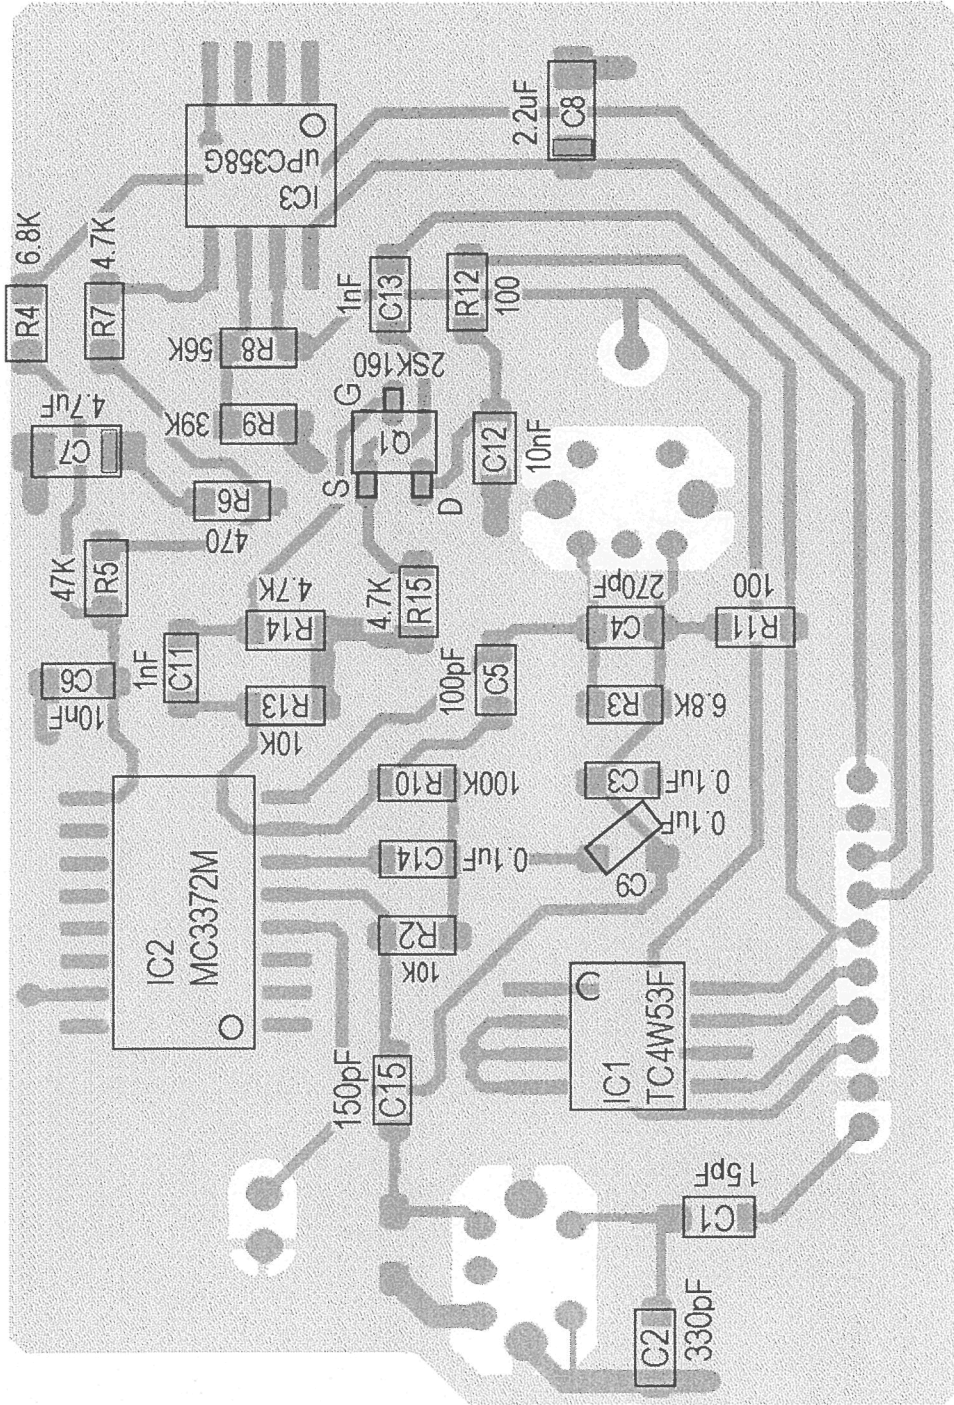 2.2uF
C8
uPC358G
IC3
6.8K
R4
4.7K
R7
56K
R8
1nF
C13
R12
100
2SK160
G
39K
R9
Q1
S
D
4.7uF
C7
C12
10nF
R6
470
47K
R5
4.7K
R14
4.7K
R15
270pF
C4
100
R11
1nF
C11
C6
10nF
100pF
C5
R13
10K
R3
6.8K
R10
100K
C3
0.1uF
0.1uF
C9
C14
0.1uF
R2
10K
IC2
MC3372M
IC1
TC4W53F
150pF
C15
15pF
C1
C2
330pF